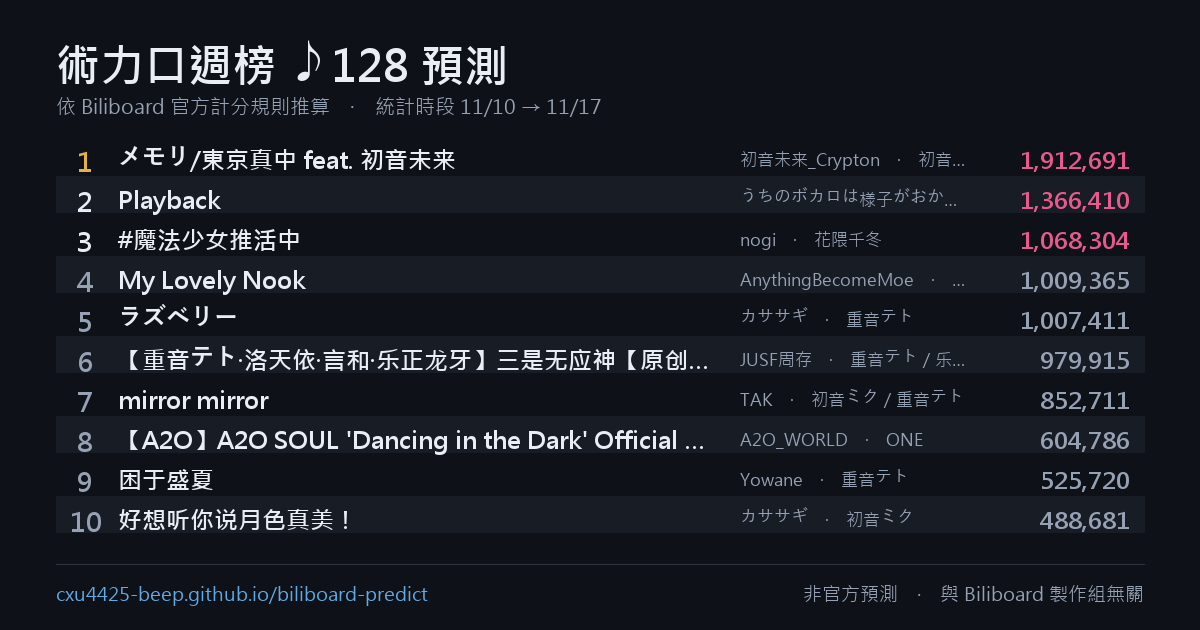 術力口週榜 ♪128 預測
依 Biliboard 官方計分規則推算 · 統計時段 11/10 → 11/17
1 メモリ/東京真中 feat. 初音未来 初音未来_Crypton · 初音... 1,912,691
2 Playback うちのボカロは様子がおか... 1,366,410
3 #魔法少女推活中 nogi · 花隈千冬 1,068,304
4 My Lovely Nook AnythingBecomeMoe · ... 1,009,365
5 ラズベリー カササギ · 重音テト 1,007,411
6 【重音テト·洛天依·言和·乐正龙牙】三是无应神【原创... JUSF周存 · 重音テト / 乐... 979,915
7 mirror mirror TAK · 初音ミク / 重音テト 852,711
8 【A2O】A2O SOUL 'Dancing in the Dark' Official ... A2O_WORLD · ONE 604,786
9 困于盛夏 Yowane · 重音テト 525,720
10 好想听你说月色真美！ カササギ · 初音ミク 488,681
cxu4425-beep.github.io/biliboard-predict 非官方預測 · 與 Biliboard 製作組無關